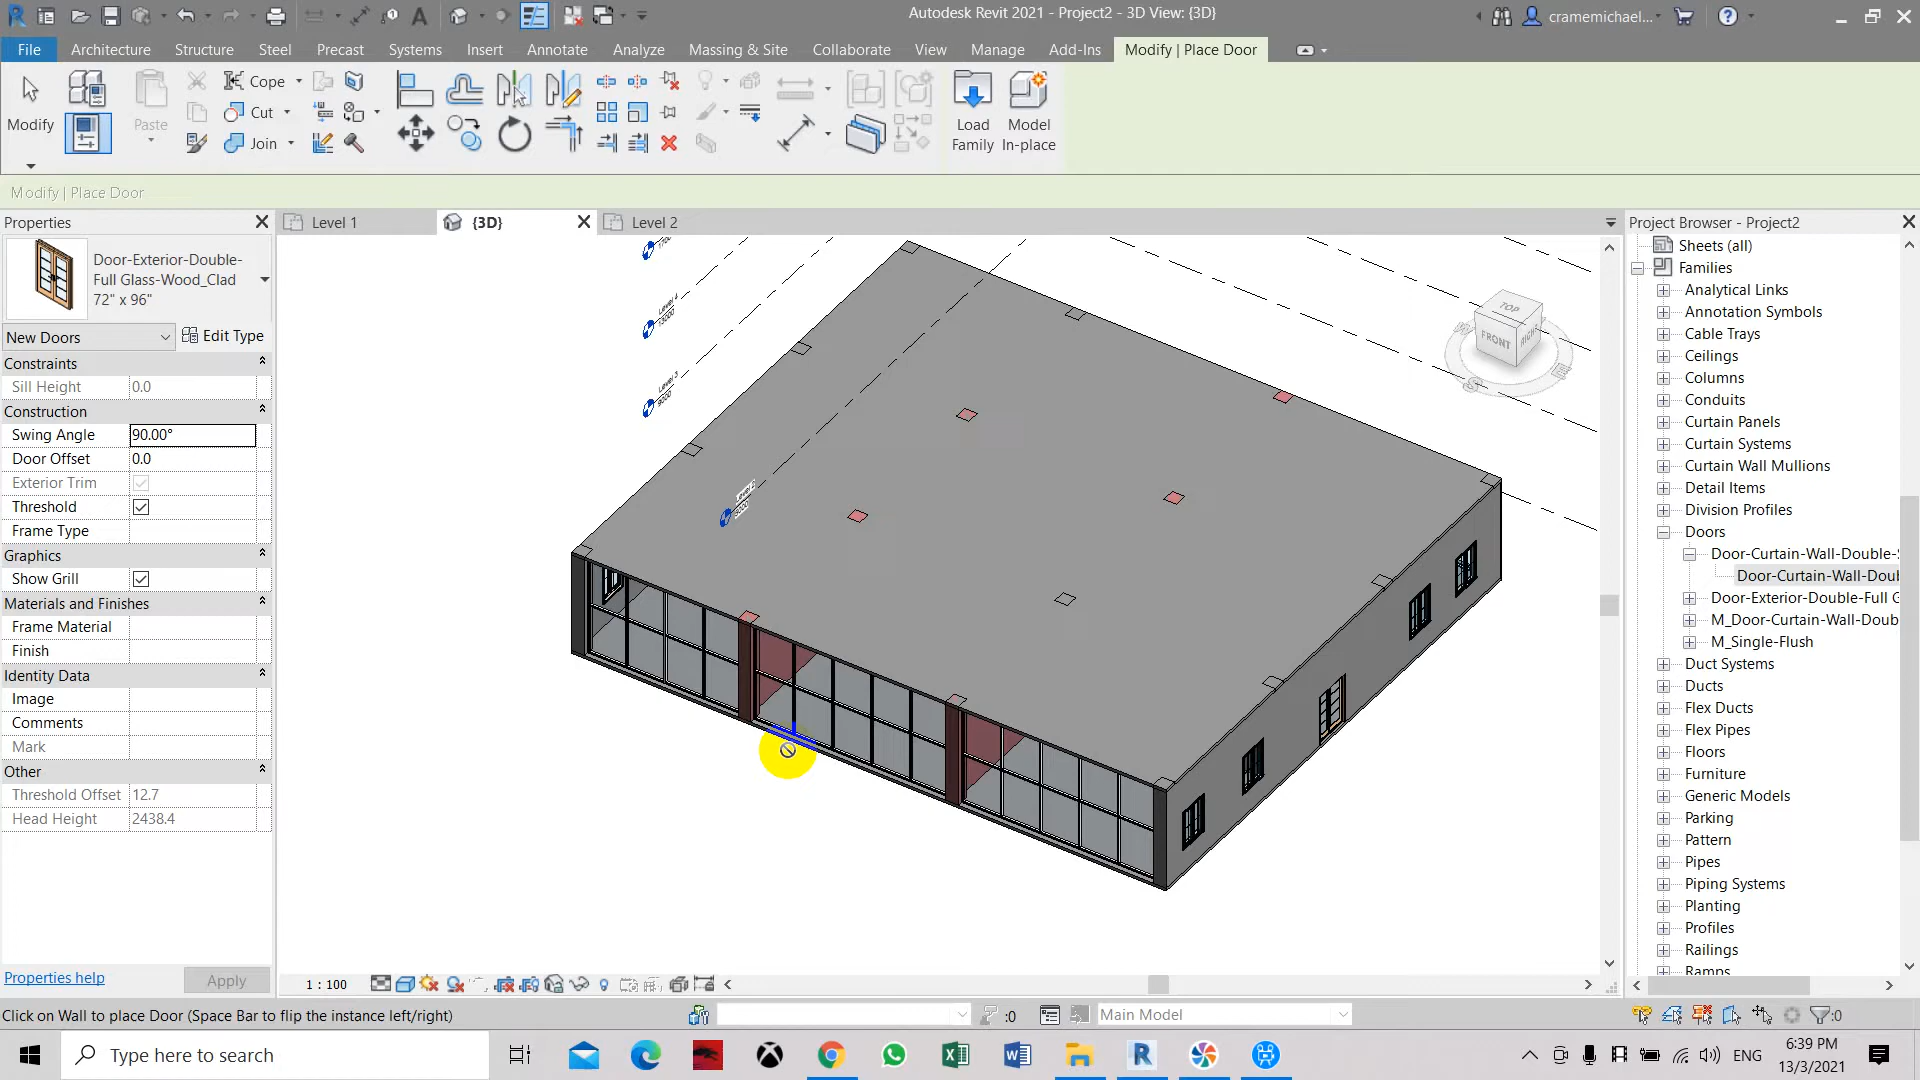 Autodesk Revit 2021 - Project2 - 3D View: {3D}
cramemichael...
File
Architecture
Structure
Steel
Precast
Systems
Insert
Annotate
Analyze
Massing & Site
Collaborate
View
Manage
Add-Ins
Modify | Place Door
Modify
Paste
Cope
Cut
Join
Load Family
Model In-place
Modify | Place Door
Properties
Level 1
{3D}
Level 2
Project Browser - Project2
Door-Exterior-Double-
Full Glass-Wood_Clad
72" x 96"
New Doors
Edit Type
Constraints
Sill Height 0.0
Construction
Swing Angle 90.00°
Door Offset 0.0
Exterior Trim
Threshold
Frame Type
Graphics
Show Grill
Materials and Finishes
Frame Material
Finish
Identity Data
Image
Comments
Mark
Other
Threshold Offset 12.7
Head Height 2438.4
Properties help
Apply
Level 4
13000
Level 3
9000
TOP
FRONT
RIGHT
S
E
W
Sheets (all)
Families
Analytical Links
Annotation Symbols
Cable Trays
Ceilings
Columns
Conduits
Curtain Panels
Curtain Systems
Curtain Wall Mullions
Detail Items
Division Profiles
Doors
Door-Curtain-Wall-Double-S
Door-Curtain-Wall-Doub
Door-Exterior-Double-Full G
M_Door-Curtain-Wall-Doub
M_Single-Flush
Duct Systems
Ducts
Flex Ducts
Flex Pipes
Floors
Furniture
Generic Models
Parking
Pattern
Pipes
Piping Systems
Planting
Profiles
Railings
Ramps
1 : 100
Click on Wall to place Door (Space Bar to flip the instance left/right)
:0
Main Model
:0
Type here to search
ENG
6:39 PM
13/3/2021